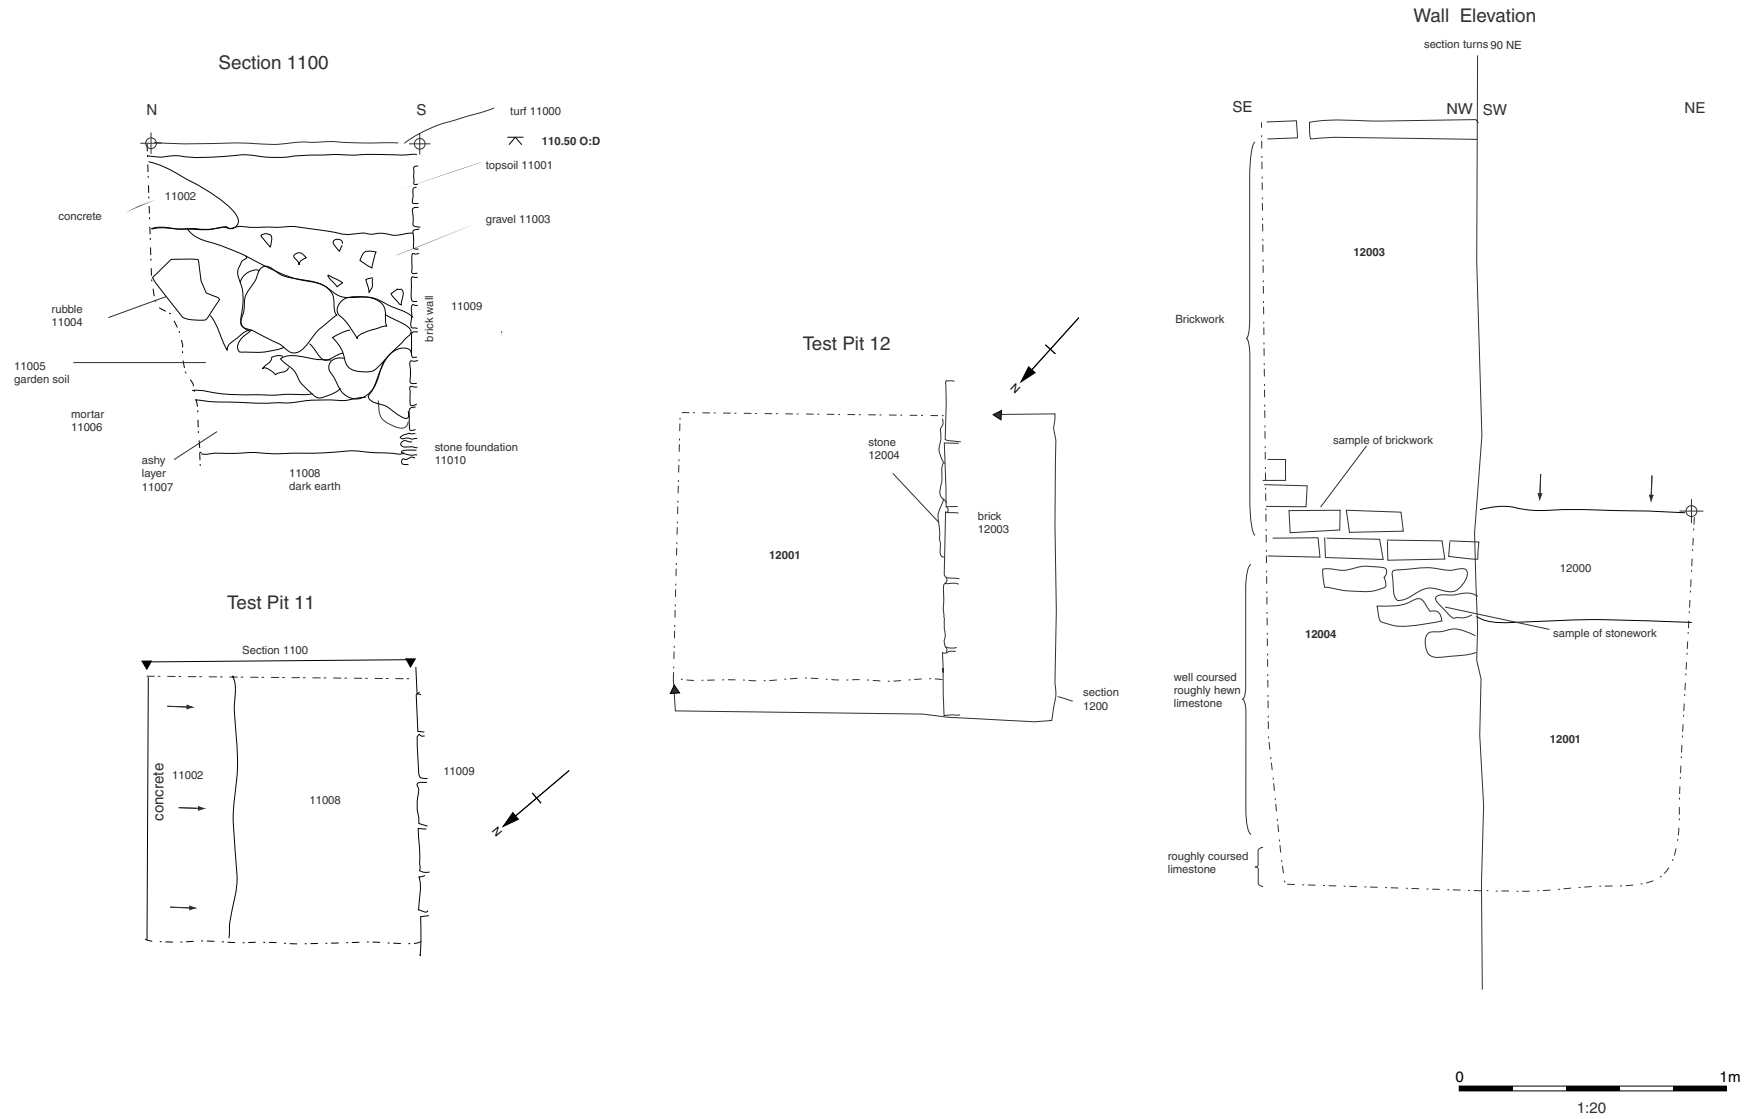 Section 1100
N
S
turf 11000
110.50 O:D
topsoil 11001
11002
concrete
gravel 11003
rubble
11004
brick wall
11009
11005
garden soil
mortar
11006
ashy
layer
11007
11008
dark earth
stone foundation
11010
Test Pit 11
Section 1100
concrete
11002
11008
11009
N
Test Pit 12
N
stone
12004
brick
12003
12001
section
1200
Wall Elevation
section turns 90 NE
SE
NW
SW
NE
12003
Brickwork
sample of brickwork
12000
12004
sample of stonework
well coursed
roughly hewn
limestone
12001
roughly coursed
limestone
0
1m
1:20